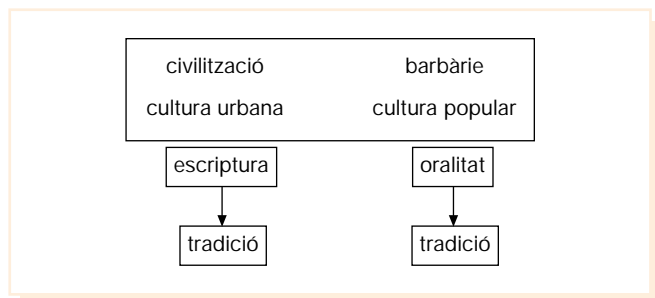 civilització barbàrie
cultura urbana cultura popular
escriptura oralitat
tradició tradició